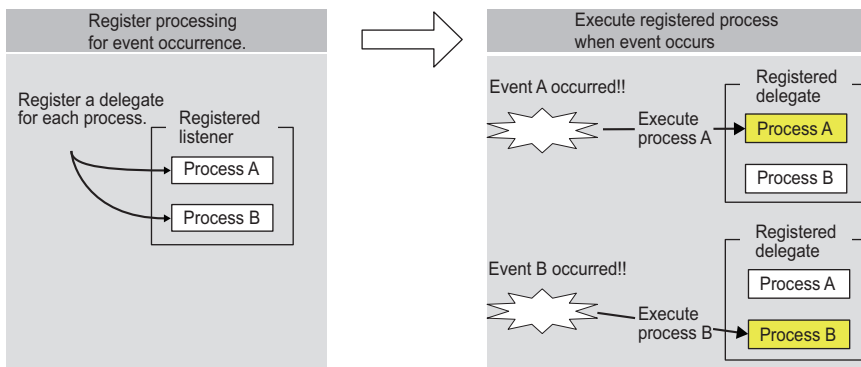 Register processing
for event occurrence.
Register a delegate
for each process.
Registered
listener
Process A
Process B
Execute registered process
when event occurs
Event A occurred!!
Execute
process A
Registered
delegate
Process A
Process B
Event B occurred!!
Execute
process B
Registered
delegate
Process A
Process B